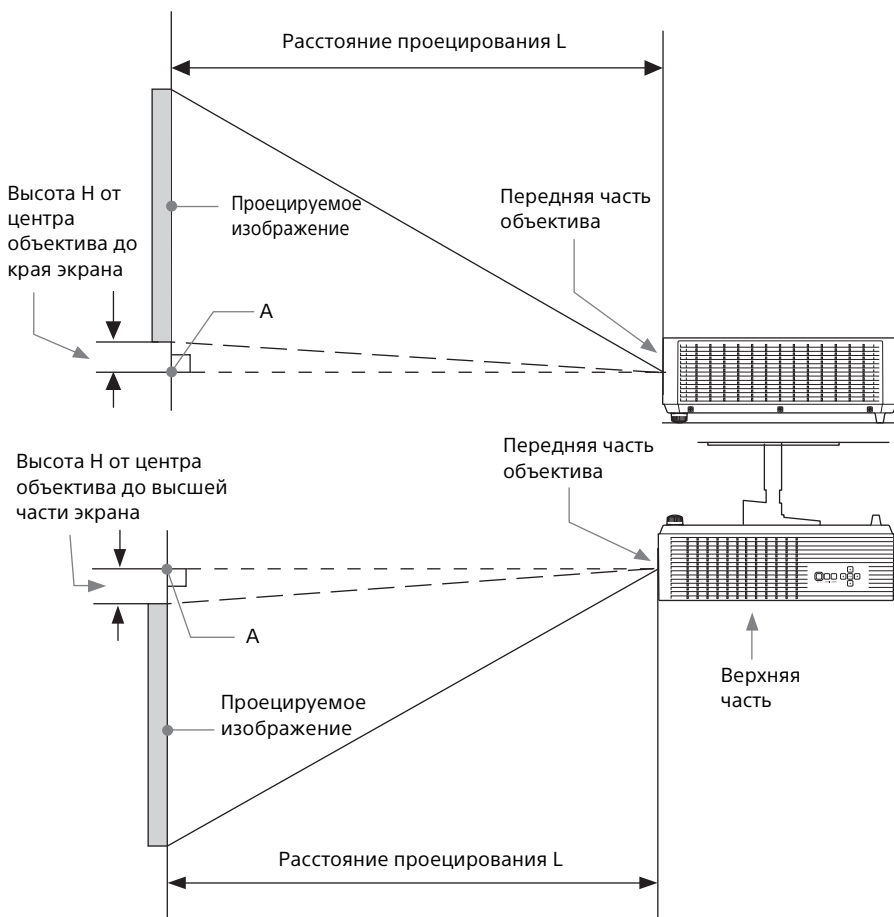 Расстояние проецирования L
Высота H от
центра
объектива до
края экрана
Проецируемое
изображение
Передняя часть
объектива
A
Высота H от центра
объектива до высшей
части экрана
Передняя часть
объектива
A
Проецируемое
изображение
Верхняя
часть
Расстояние проецирования L